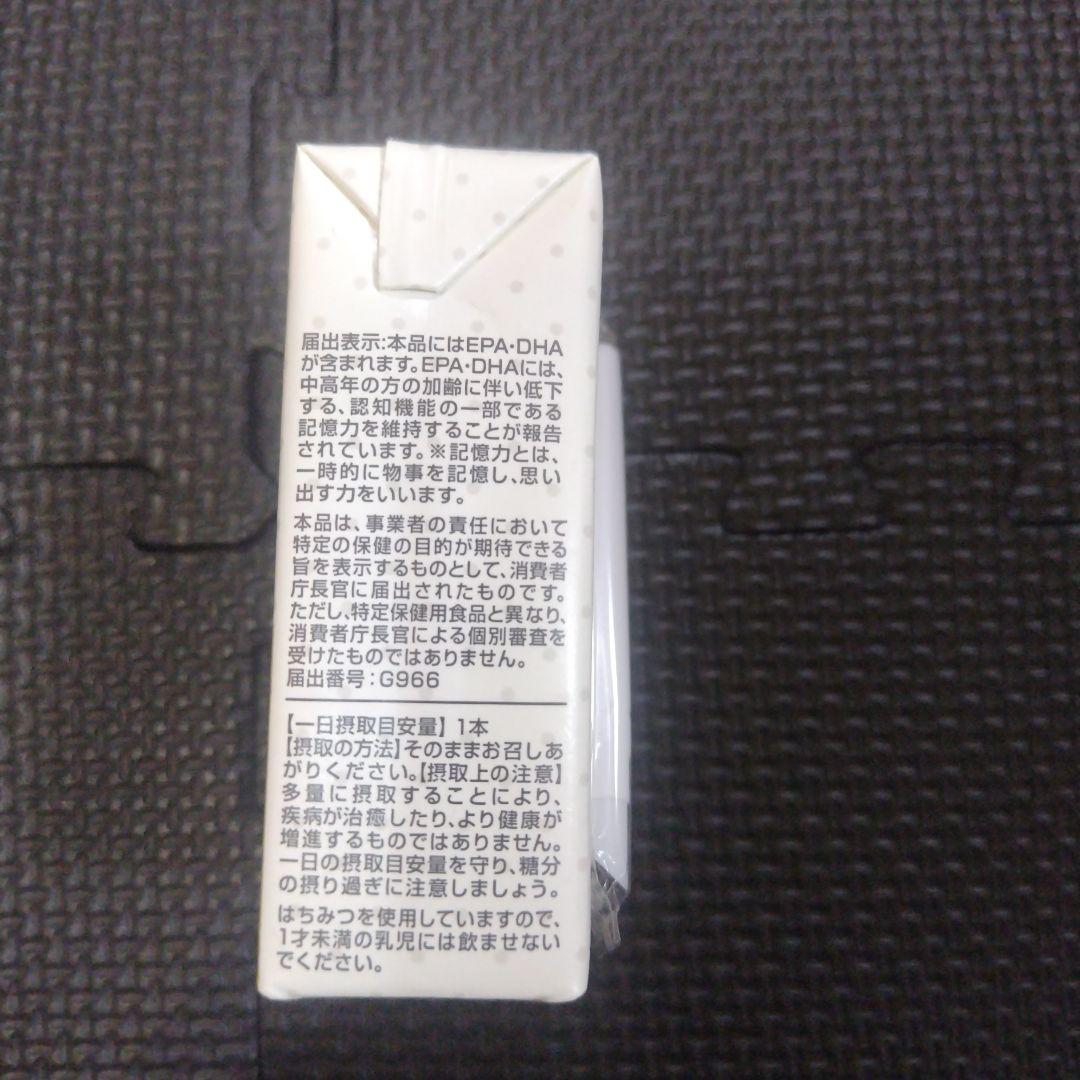 届出表示:本品にはEPA・DHA
が含まれます。EPA・DHAには、
中高年の方の加齢に伴い低下
する、認知機能の一部である
記憶力を維持することが報告
されています。※記憶力とは、
一時的に物事を記憶し、思い
出す力をいいます。
本品は、事業者の責任において
特定の保健の目的が期待できる
旨を表示するものとして、消費者
庁長官に届出されたものです。
ただし、特定保健用食品と異なり、
消費者庁長官による個別審査を
受けたものではありません。
届出番号：G966
【一日摂取目安量】1本
【摂取の方法】そのままお召しあ
がりください。【摂取上の注意】
多量に摂取することにより、
疾病が治癒したり、より健康が
増進するものではありません。
一日の摂取目安量を守り、糖分
の摂り過ぎに注意しましょう。
はちみつを使用していますので、
1才未満の乳児には飲ませない
でください。